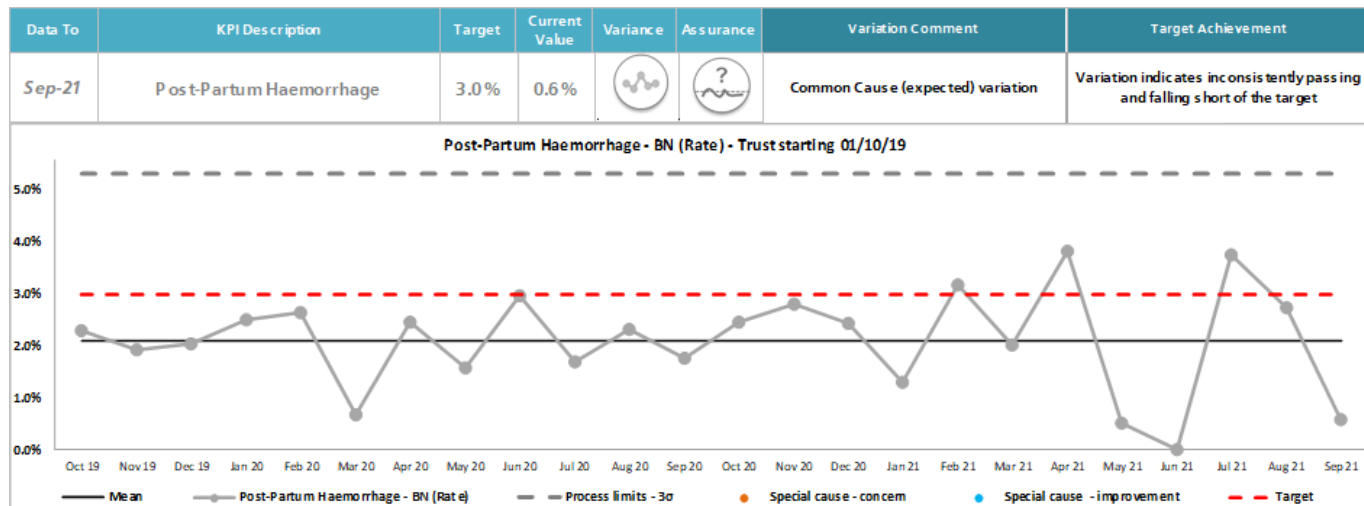 Data To KPI Description Target Current Value Variance Assurance Variation Comment Target Achievement
Sep-21 Post-Partum Haemorrhage 3.0% 0.6% ? Common Cause (expected) variation Variation indicates inconsistently passing and falling short of the target
Post-Partum Haemorrhage - BN (Rate) - Trust starting 01/10/19
5.0%
4.0%
3.0%
2.0%
1.0%
0.0%
Oct 19 Nov 19 Dec 19 Jan 20 Feb 20 Mar 20 Apr 20 May 20 Jun 20 Jul 20 Aug 20 Sep 20 Oct 20 Nov 20 Dec 20 Jan 21 Feb 21 Mar 21 Apr 21 May 21 Jun 21 Jul 21 Aug 21 Sep 21
Mean Post-Partum Haemorrhage - BN (Rate) Process limits - 3σ Special cause - concern Special cause - improvement Target